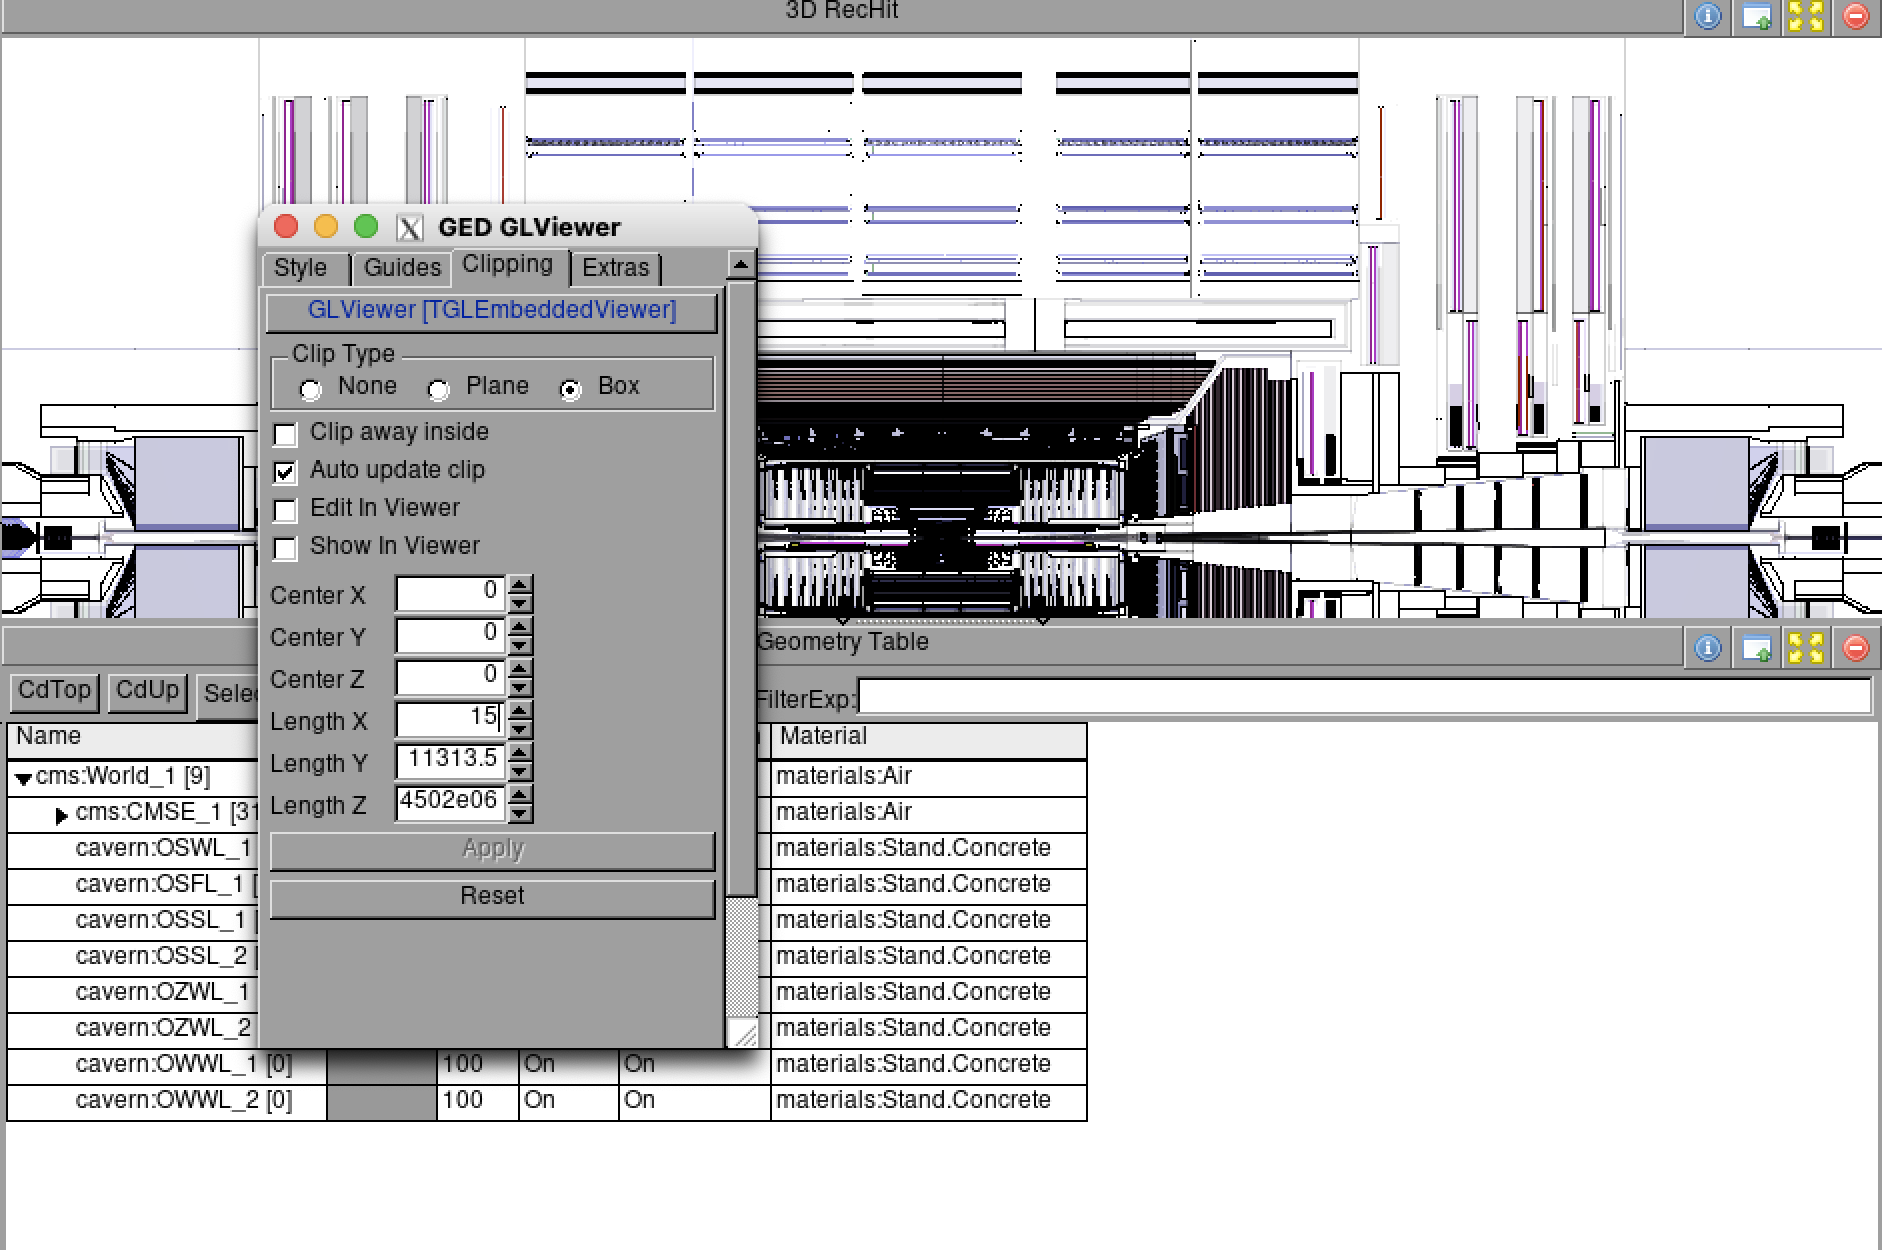 3D RecHit
GED GLViewer
Style Guides Clipping Extras
GLViewer [TGLEmbeddedViewer]
Clip Type
None Plane Box
Clip away inside
Auto update clip
Edit In Viewer
Show In Viewer
Center X 0
Center Y 0
Center Z 0
Length X 15
Length Y 11313.5
Length Z 4502e06
Apply
Reset
Geometry Table
CdTop CdUp Selec FilterExp:
Name Material
cms:World_1 [9] materials:Air
cms:CMSE_1 [31 materials:Air
cavern:OSWL_1 materials:Stand.Concrete
cavern:OSFL_1 [ materials:Stand.Concrete
cavern:OSSL_1 materials:Stand.Concrete
cavern:OSSL_2 materials:Stand.Concrete
cavern:OZWL_1 materials:Stand.Concrete
cavern:OZWL_2 materials:Stand.Concrete
cavern:OWWL_1 [0] 100 On On materials:Stand.Concrete
cavern:OWWL_2 [0] 100 On On materials:Stand.Concrete